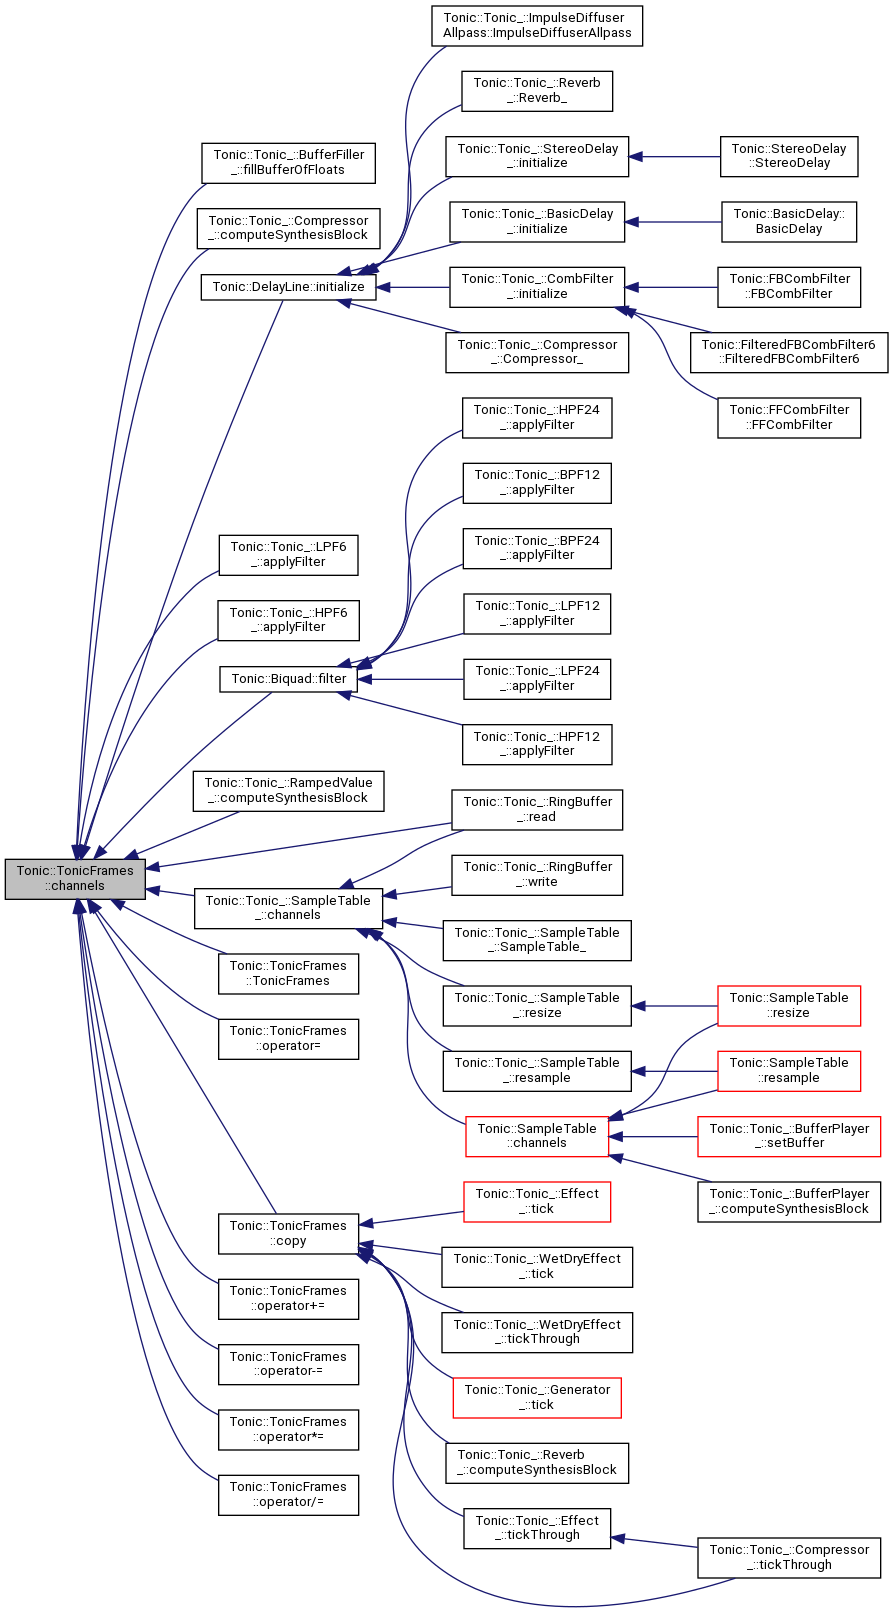 Tonic::TonicFrames
::channels
Tonic::Tonic_::BufferFiller
_::fillBufferOfFloats
Tonic::Tonic_::Compressor
_::computeSynthesisBlock
Tonic::DelayLine::initialize
Tonic::Tonic_::ImpulseDiffuser
Allpass::ImpulseDiffuserAllpass
Tonic::Tonic_::Reverb
_::Reverb_
Tonic::Tonic_::StereoDelay
_::initialize
Tonic::StereoDelay
::StereoDelay
Tonic::Tonic_::BasicDelay
_::initialize
Tonic::BasicDelay::
BasicDelay
Tonic::Tonic_::CombFilter
_::initialize
Tonic::FBCombFilter
::FBCombFilter
Tonic::FilteredFBCombFilter6
::FilteredFBCombFilter6
Tonic::FFCombFilter
::FFCombFilter
Tonic::Tonic_::Compressor
_::Compressor_
Tonic::Tonic_::LPF6
_::applyFilter
Tonic::Tonic_::HPF6
_::applyFilter
Tonic::Biquad::filter
Tonic::Tonic_::HPF24
_::applyFilter
Tonic::Tonic_::BPF12
_::applyFilter
Tonic::Tonic_::BPF24
_::applyFilter
Tonic::Tonic_::LPF12
_::applyFilter
Tonic::Tonic_::LPF24
_::applyFilter
Tonic::Tonic_::HPF12
_::applyFilter
Tonic::Tonic_::RampedValue
_::computeSynthesisBlock
Tonic::Tonic_::RingBuffer
_::read
Tonic::Tonic_::SampleTable
_::channels
Tonic::Tonic_::RingBuffer
_::write
Tonic::Tonic_::SampleTable
_::SampleTable_
Tonic::Tonic_::SampleTable
_::resize
Tonic::SampleTable
::resize
Tonic::Tonic_::SampleTable
_::resample
Tonic::SampleTable
::resample
Tonic::SampleTable
::channels
Tonic::Tonic_::BufferPlayer
_::setBuffer
Tonic::Tonic_::BufferPlayer
_::computeSynthesisBlock
Tonic::TonicFrames
::TonicFrames
Tonic::TonicFrames
::operator=
Tonic::TonicFrames
::copy
Tonic::Tonic_::Effect
_::tick
Tonic::Tonic_::WetDryEffect
_::tick
Tonic::Tonic_::WetDryEffect
_::tickThrough
Tonic::Tonic_::Generator
_::tick
Tonic::Tonic_::Reverb
_::computeSynthesisBlock
Tonic::Tonic_::Effect
_::tickThrough
Tonic::Tonic_::Compressor
_::tickThrough
Tonic::TonicFrames
::operator+=
Tonic::TonicFrames
::operator-=
Tonic::TonicFrames
::operator*=
Tonic::TonicFrames
::operator/=